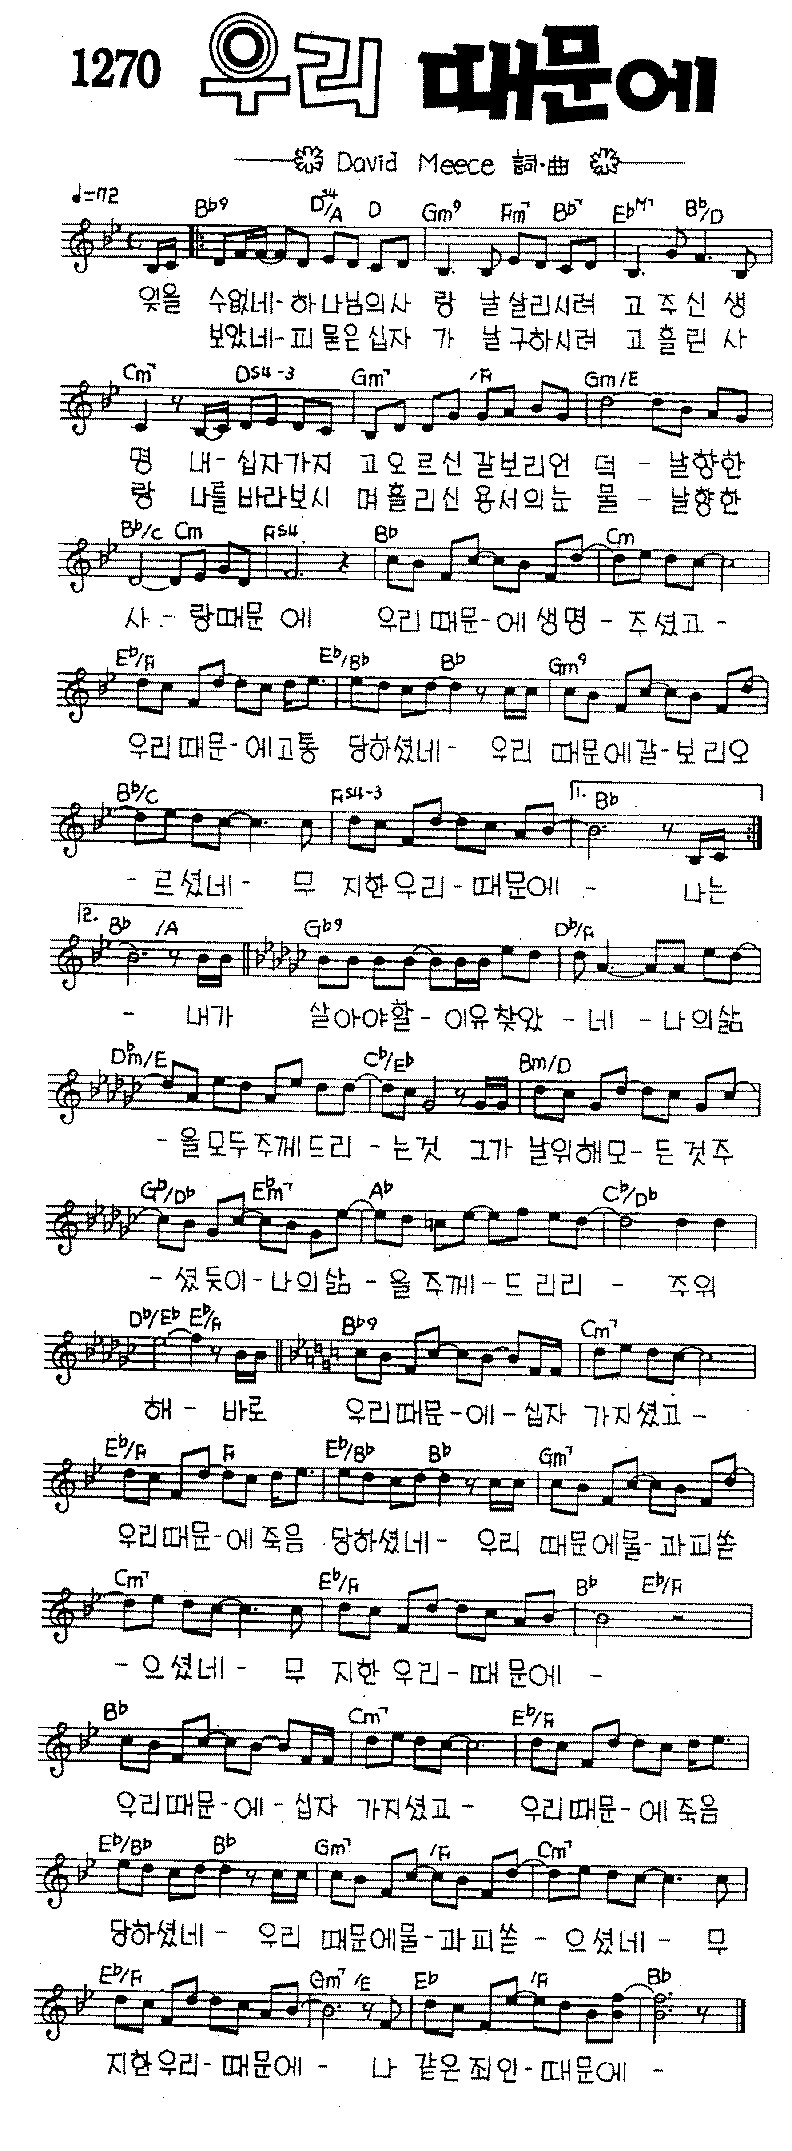 1270 우리 때문에
David Meece 詞·曲
♩=72
Bb9 Ds4/A D Gm9 Fm7 Bb7 EbM7 Bb/D
잊을 수없네-하나님의사 랑 날살리시려 고주신생
보았네-피묻은십자 가 날구하시려 고흘린사
Cm7 Ds4-3 Gm7 /F Gm/E
명 내-십자가지 고오르신갈보리언 덕 - 날향한
랑 나를바라보시 며흘리신용서의눈 물 - 날향한
Bb/C Cm Fs4 Bb Cm
사-랑때문에 우리때문-에생명-주셨고-
Eb/F Eb/Bb Bb Gm9
우리때문-에고통 당하셨네- 우리 때문에갈-보리오
Bb/C Fs4-3 1. Bb
-르셨네- 무 지한우리-때문에- 나는
2. Bb /A Gb9 Db/F
- 내가 살아야할-이유찾았-네 -나의삶
Dbm/E Cb/Eb Bm/D
-올모두주께드리-는것 그가 날위해모-든것주
Gb/Db Ebm7 Ab Cb/Db
-셨듯이-나의삶-을주께-드리리 - 주위
Db/Eb Eb/F Bb9 Cm7
해- 바로 우리때문-에-십자 가지셨고-
Eb/F F Eb/Bb Bb Gm7
우리때문-에죽음 당하셨네- 우리 때문에물-과피쏟
Cm7 Eb/F Bb Eb/F
-으셨네- 무 지한우리-때문에 -
Bb Cm7 Eb/F
우리때문-에-십자 가지셨고- 우리때문-에죽음
Eb/Bb Bb Gm7 /F Cm7
당하셨네- 우리 때문에물-과피쏟-으셨네- 무
Eb/F Gm7 /E Eb /F Bb
지한우리-때문에- 나 같은죄인-때문에 -